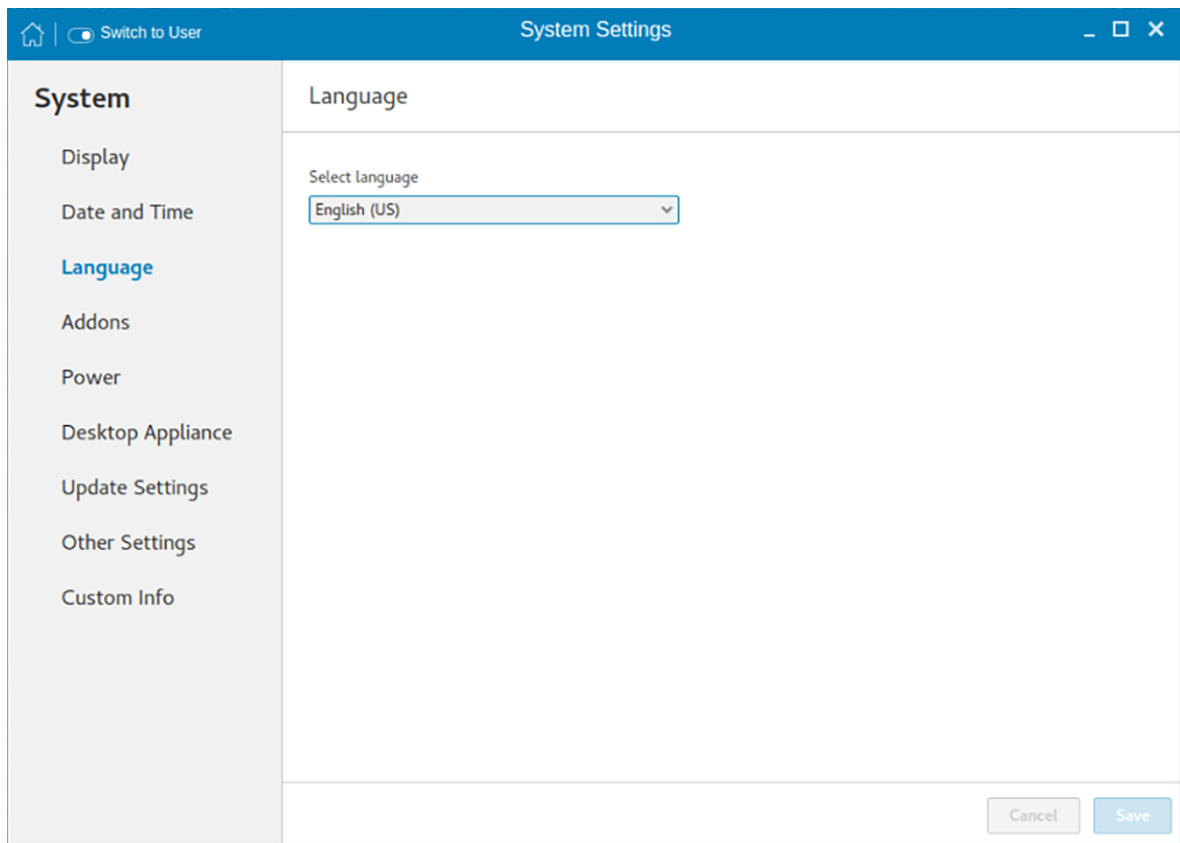 Switch to User
System Settings
System
Display
Date and Time
Language
Addons
Power
Desktop Appliance
Update Settings
Other Settings
Custom Info
Language
Select language
English (US)
Cancel
Save